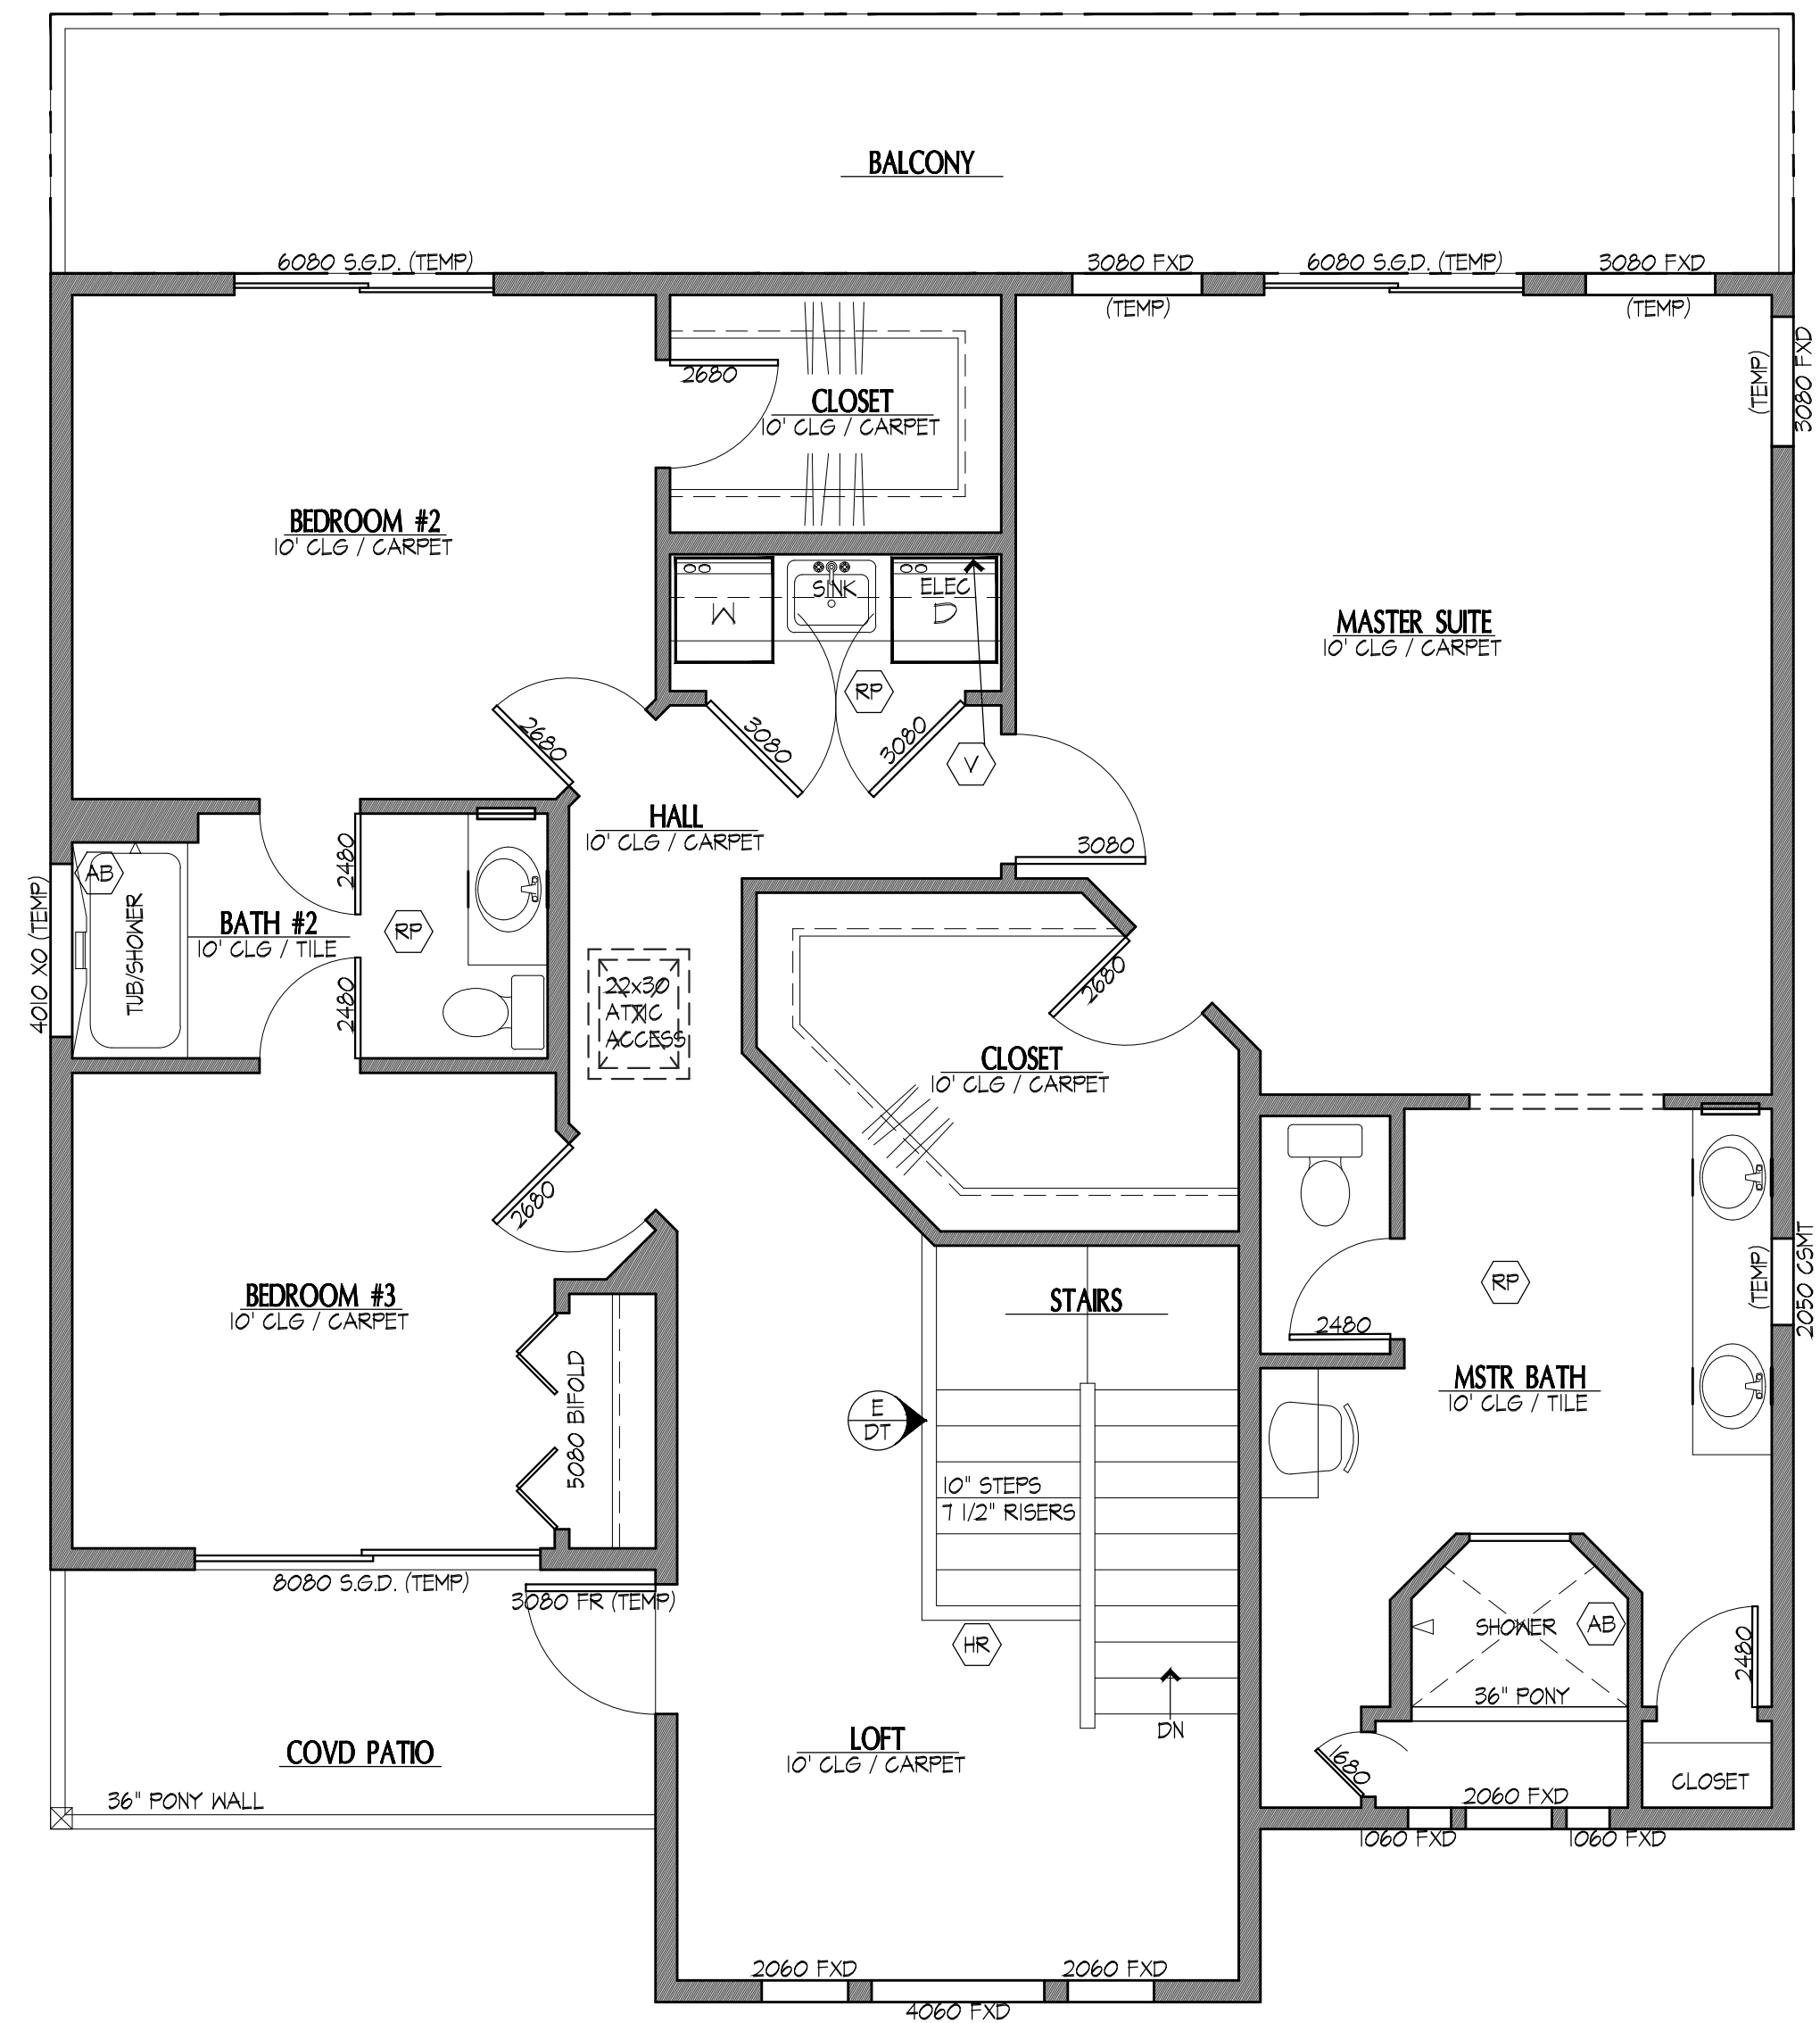 BALCONY
6080 S.G.D. (TEMP)
3080 FXD
(TEMP)
6080 S.G.D. (TEMP)
3080 FXD
(TEMP)
3080 FXD
(TEMP)
2680
CLOSET
10' CLG / CARPET
BEDROOM #2
10' CLG / CARPET
SINK
ELEC
W
D
MASTER SUITE
10' CLG / CARPET
RP
2680
3080
3080
V
HALL
10' CLG / CARPET
3080
2480
AB
4010 XO (TEMP)
TUB/SHOWER
BATH #2
10' CLG / TILE
RP
2480
22x30
ATTIC
ACCESS
2680
CLOSET
10' CLG / CARPET
2680
BEDROOM #3
10' CLG / CARPET
STAIRS
RP
(TEMP)
2050 CSMT
2480
5080 BIFOLD
MSTR BATH
10' CLG / TILE
E
DT
10" STEPS
7 1/2" RISERS
8080 S.G.D. (TEMP)
3080 FR (TEMP)
HR
SHOWER
AB
2480
36" PONY
DN
COVD PATIO
LOFT
10' CLG / CARPET
1680
CLOSET
36" PONY WALL
2060 FXD
1060 FXD
1060 FXD
2060 FXD
2060 FXD
4060 FXD